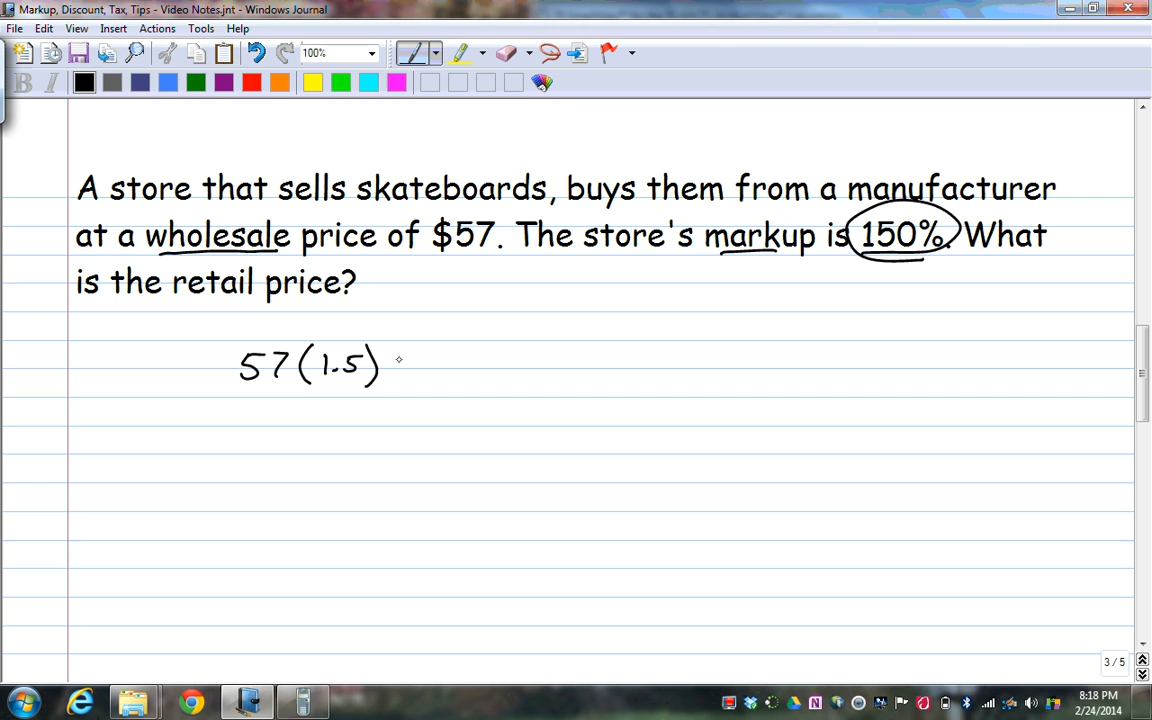 Markup, Discount, Tax, Tips - Video Notes.jnt - Windows Journal
File Edit View Insert Actions Tools Help
100%
B I
A store that sells skateboards, buys them from a manufacturer
at a wholesale price of $57. The store's markup is 150%. What
is the retail price?
57(1.5)
3 / 5
8:18 PM
2/24/2014